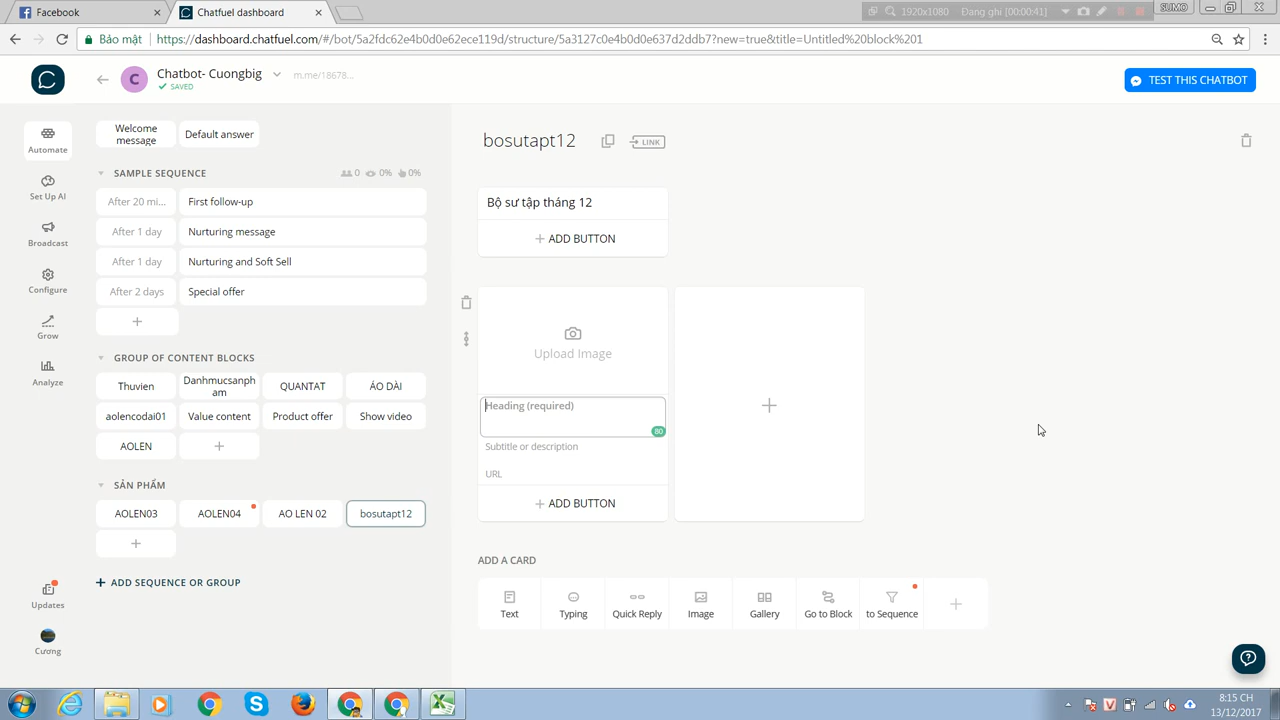 Facebook
Chatfuel dashboard
1920x1080
Đang ghi [00:00:41]
SUMO
Bảo mật
https://dashboard.chatfuel.com/#/bot/5a2fdc62e4b0d0e62ece119d/structure/5a3127c0e4b0d0e637d2ddb7?new=true&title=Untitled%20block%201
C
Chatbot- Cuongbig
m.me/18678...
SAVED
TEST THIS CHATBOT
Automate
Set Up AI
Broadcast
Configure
Grow
Analyze
Updates
Cương
Welcome message
Default answer
SAMPLE SEQUENCE
0
0%
0%
After 20 mi...
First follow-up
After 1 day
Nurturing message
After 1 day
Nurturing and Soft Sell
After 2 days
Special offer
GROUP OF CONTENT BLOCKS
Thuvien
Danhmucsanpham
QUANTAT
ÁO DÀI
aolencodai01
Value content
Product offer
Show video
AOLEN
SẢN PHẨM
AOLEN03
AOLEN04
AO LEN 02
bosutapt12
ADD SEQUENCE OR GROUP
bosutapt12
LINK
Bộ sư tập tháng 12
ADD BUTTON
Upload Image
Heading (required)
80
Subtitle or description
URL
ADD BUTTON
ADD A CARD
Text
Typing
Quick Reply
Image
Gallery
Go to Block
to Sequence
8:15 CH
13/12/2017